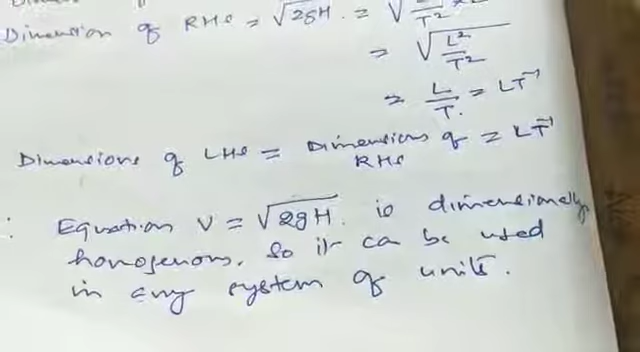 Dimension of RHS = √2gH = √L/T² × L
= √L²/T²
= L/T = LT⁻¹
Dimensions of LHS = Dimensions of RHS = LT⁻¹
∴ Equation V = √2gH is dimensionally
homogenous. So it can be used
in any system of units.